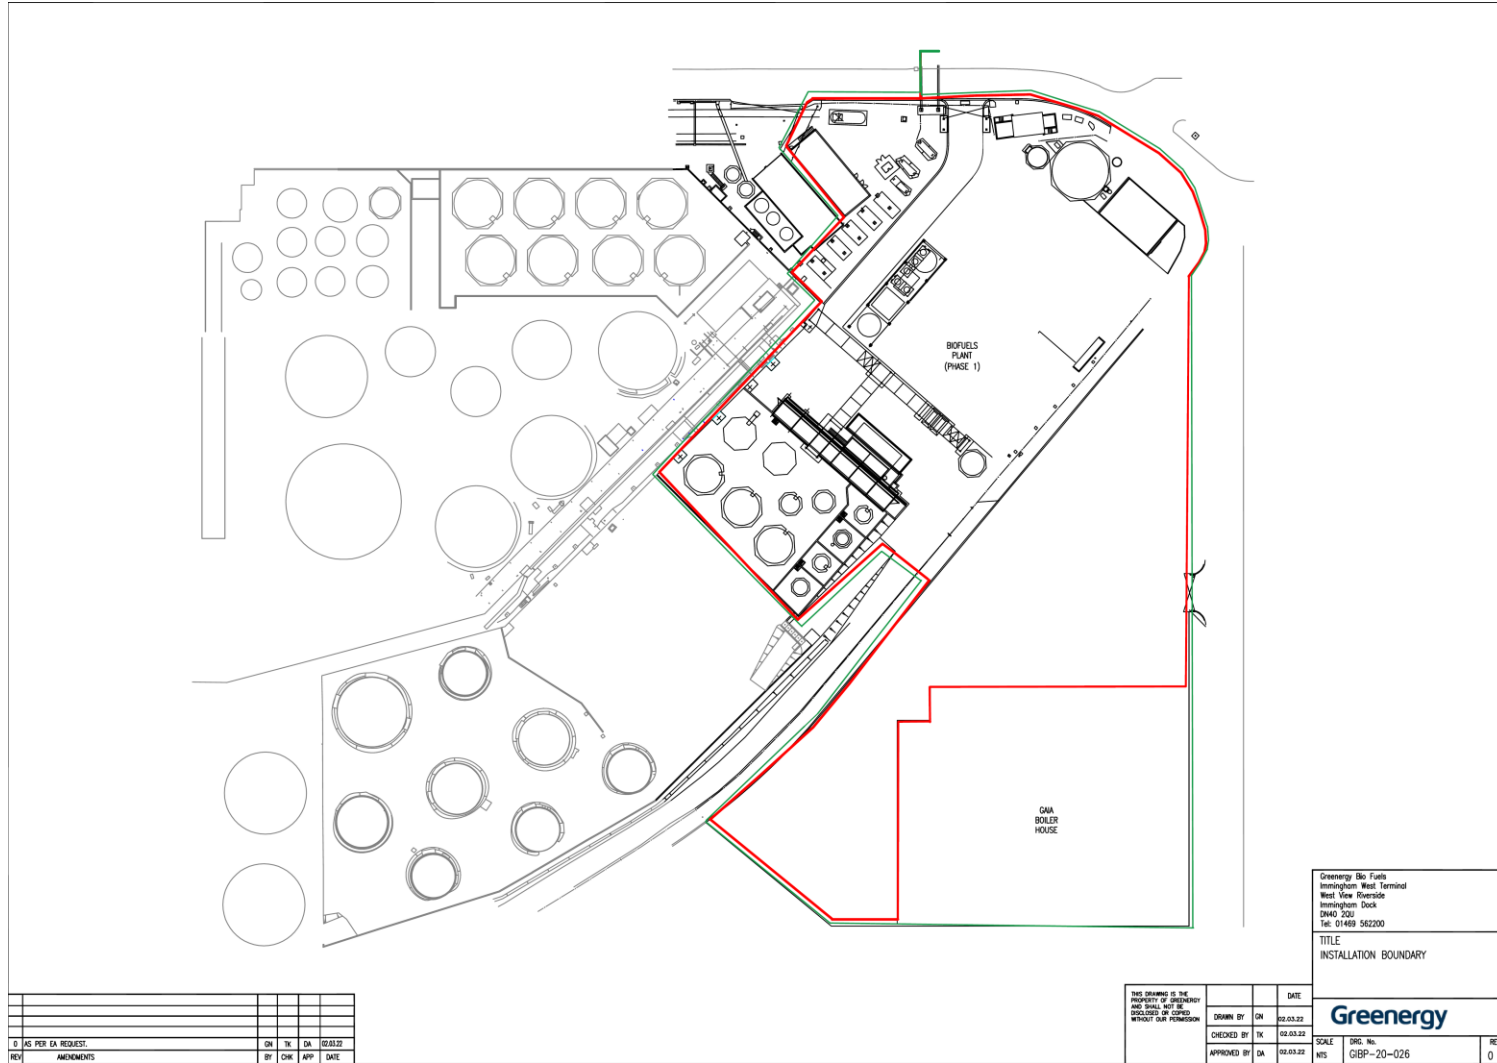 BIOFUELS
PLANT
(PHASE 1)
GAIA
BOILER
HOUSE
Greenergy Bio Fuels
Immingham West Terminal
West View Riverside
Immingham Dock
DN40 2QU
Tel: 01469 562200
TITLE
INSTALLATION BOUNDARY
Greenergy
SCALE DRG. No. RE
NTS GIBP-20-026 0
THIS DRAWING IS THE
PROPERTY OF GREENERGY
AND SHALL NOT BE
DISCLOSED OR COPIED
WITHOUT OUR PERMISSION
DATE
DRAWN BY GN 02.03.22
CHECKED BY TK 02.03.22
APPROVED BY DA 02.03.22
0 AS PER EA REQUEST. GN TK DA 02.03.22
REV AMENDMENTS BY CHK APP DATE